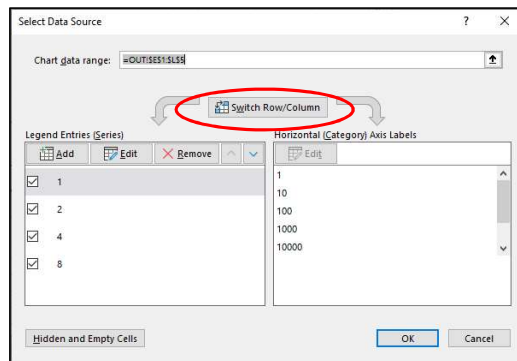 Select Data Source ? ×
Chart data range: =OUT!$E$1:$L$5
Switch Row/Column
Legend Entries (Series)
Add Edit Remove
1
2
4
8
Horizontal (Category) Axis Labels
Edit
1
10
100
1000
10000
Hidden and Empty Cells
OK Cancel